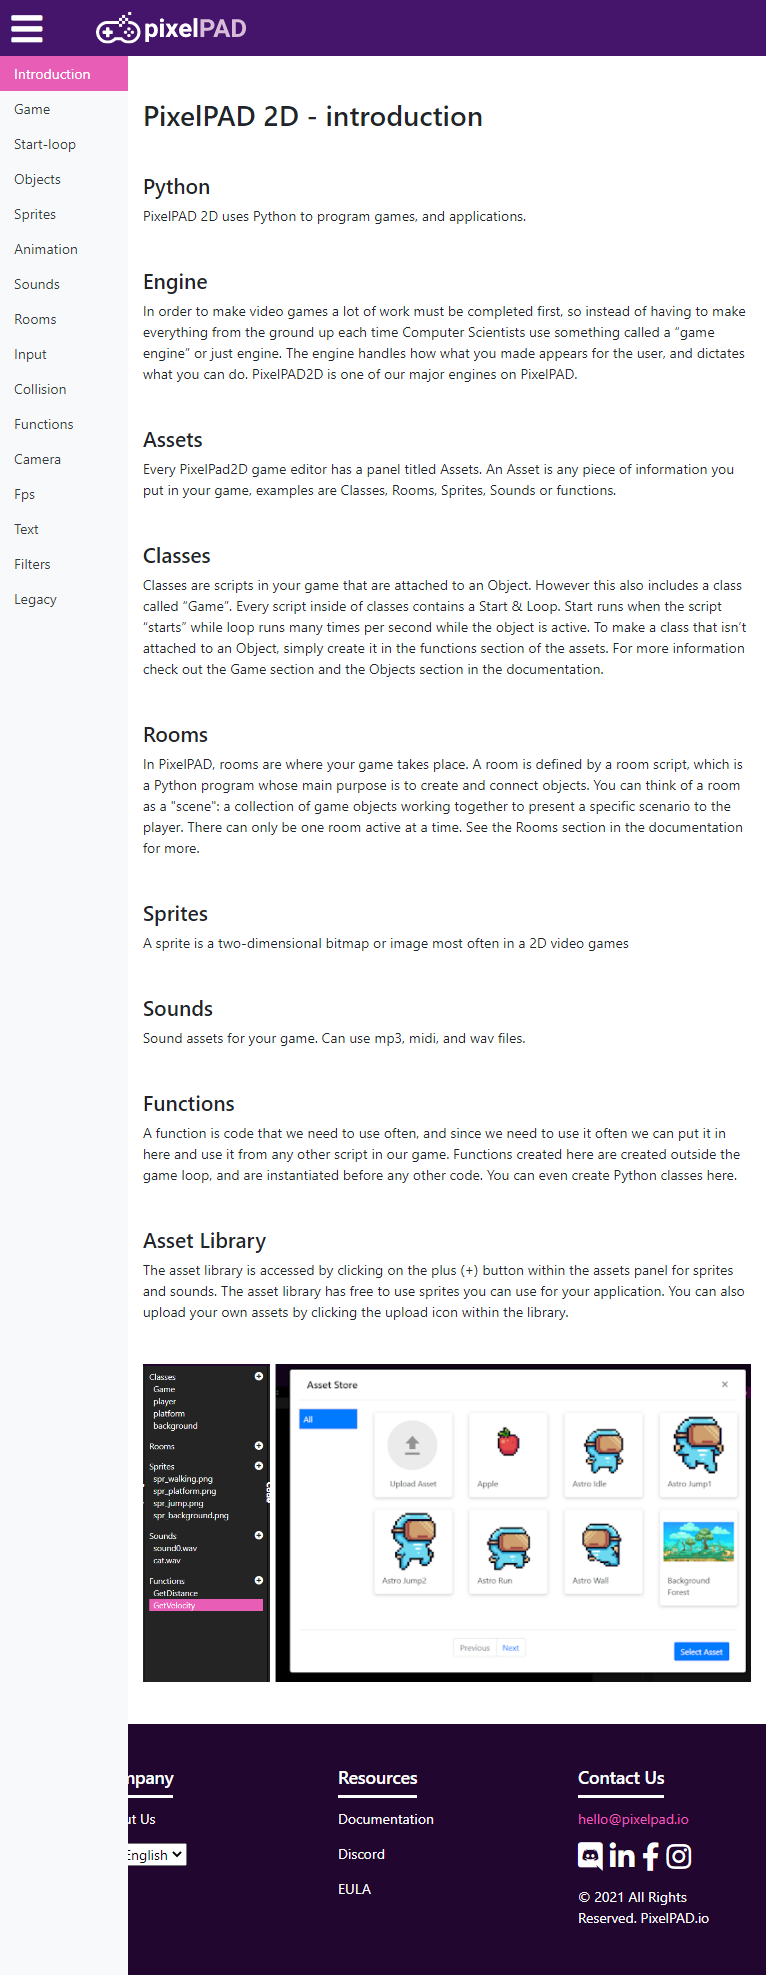 pixelPAD
Introduction
Game
Start-loop
Objects
Sprites
Animation
Sounds
Rooms
Input
Collision
Functions
Camera
Fps
Text
Filters
Legacy
PixelPAD 2D - introduction
Python
PixelPAD 2D uses Python to program games, and applications.
Engine
In order to make video games a lot of work must be completed first, so instead of having to make
everything from the ground up each time Computer Scientists use something called a “game
engine” or just engine. The engine handles how what you made appears for the user, and dictates
what you can do. PixelPAD2D is one of our major engines on PixelPAD.
Assets
Every PixelPad2D game editor has a panel titled Assets. An Asset is any piece of information you
put in your game, examples are Classes, Rooms, Sprites, Sounds or functions.
Classes
Classes are scripts in your game that are attached to an Object. However this also includes a class
called “Game”. Every script inside of classes contains a Start & Loop. Start runs when the script
“starts” while loop runs many times per second while the object is active. To make a class that isn’t
attached to an Object, simply create it in the functions section of the assets. For more information
check out the Game section and the Objects section in the documentation.
Rooms
In PixelPAD, rooms are where your game takes place. A room is defined by a room script, which is
a Python program whose main purpose is to create and connect objects. You can think of a room
as a "scene": a collection of game objects working together to present a specific scenario to the
player. There can only be one room active at a time. See the Rooms section in the documentation
for more.
Sprites
A sprite is a two-dimensional bitmap or image most often in a 2D video games
Sounds
Sound assets for your game. Can use mp3, midi, and wav files.
Functions
A function is code that we need to use often, and since we need to use it often we can put it in
here and use it from any other script in our game. Functions created here are created outside the
game loop, and are instantiated before any other code. You can even create Python classes here.
Asset Library
The asset library is accessed by clicking on the plus (+) button within the assets panel for sprites
and sounds. The asset library has free to use sprites you can use for your application. You can also
upload your own assets by clicking the upload icon within the library.
Classes
Game
player
platform
background
Rooms
Sprites
spr_walking.png
spr_platform.png
spr_jump.png
spr_background.png
Sounds
sound0.wav
cat.wav
Functions
GetDistance
GetVelocity
Asset Store
×
All
Upload Asset
Apple
Astro Idle
Astro Jump1
Astro Jump2
Astro Run
Astro Wall
Background
Forest
Previous Next
Select Asset
mpany
ut Us
English
Resources
Documentation
Discord
EULA
Contact Us
hello@pixelpad.io
© 2021 All Rights
Reserved. PixelPAD.io